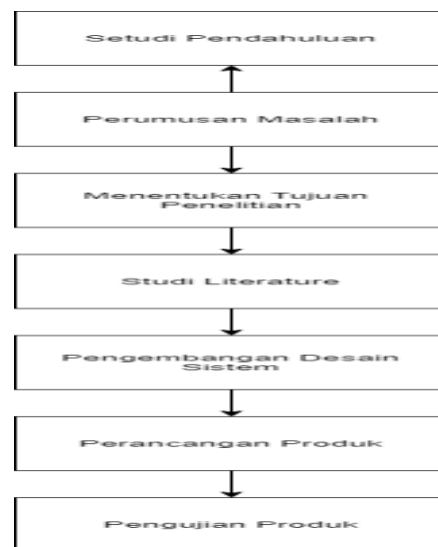 Setudi Pendahuluan
Perumusan Masalah
Menentukan Tujuan
Penelitian
Studi Literature
Pengembangan Desain
Sistem
Perancangan Produk
Pengujian Produk